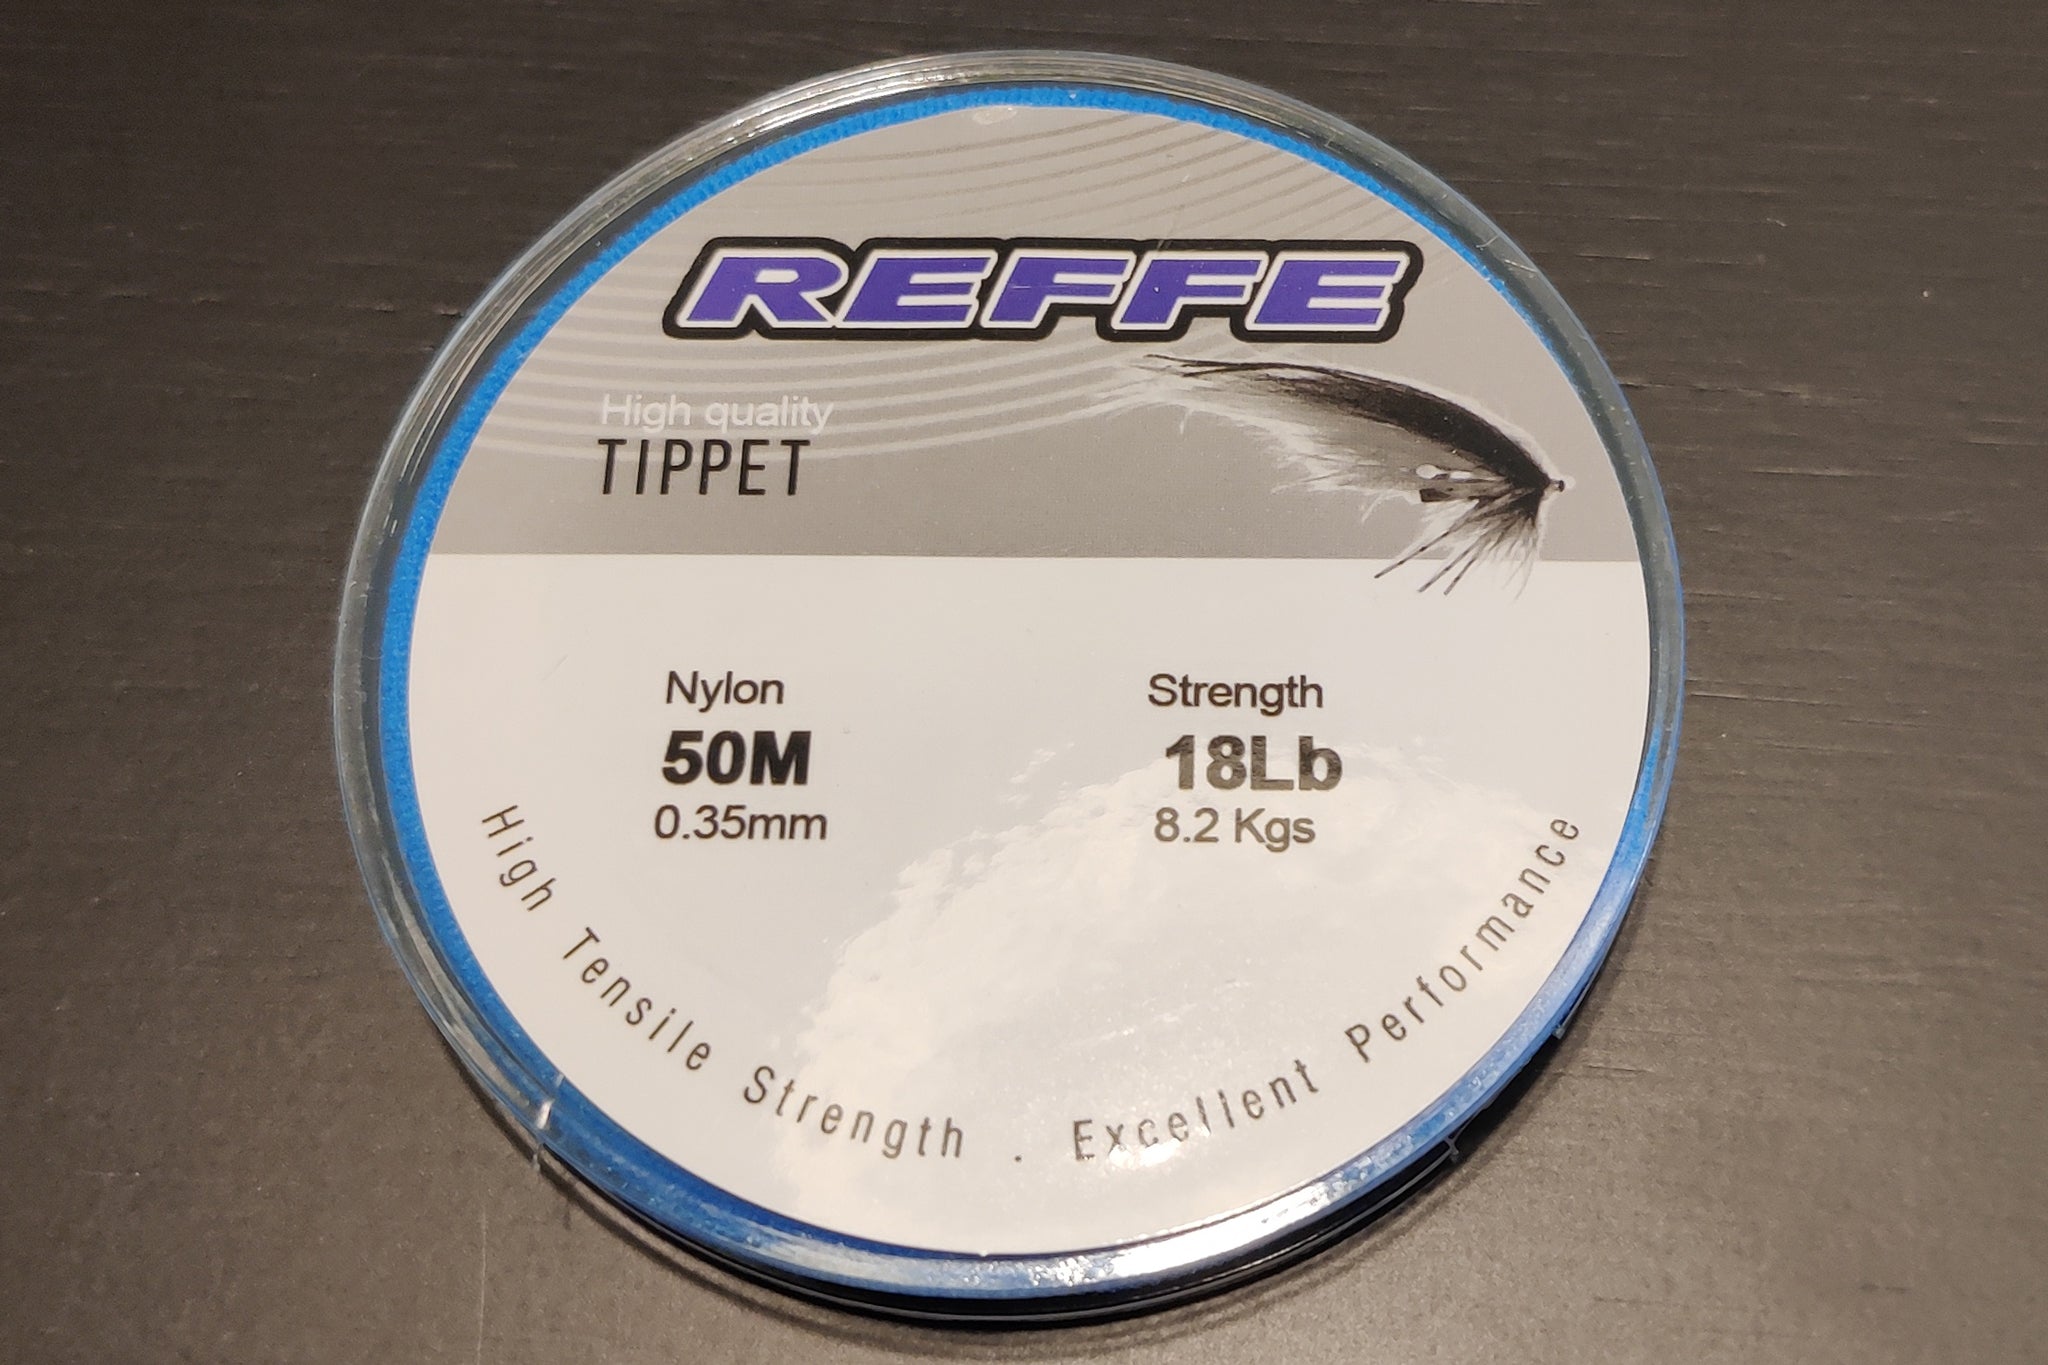 REFFE
High quality
TIPPET
Nylon
50M
0.35mm
Strength
18Lb
8.2 Kgs
High Tensile Strength . Excellent Performance